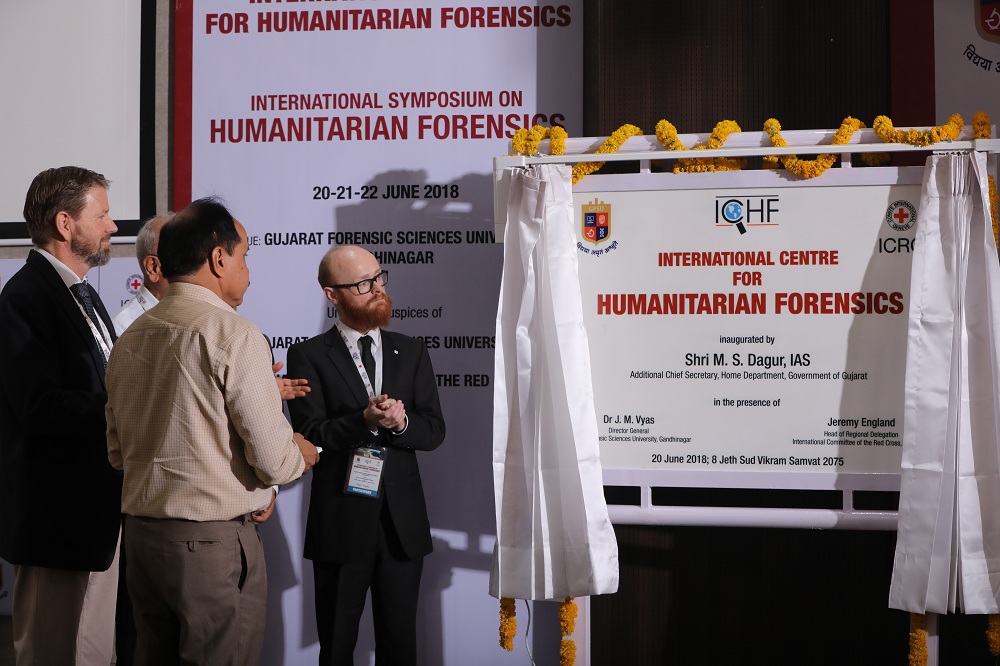 FOR HUMANITARIAN FORENSICS
INTERNATIONAL SYMPOSIUM ON
HUMANITARIAN FORENSICS
20-21-22 JUNE 2018
GUJARAT FORENSIC SCIENCES
of
THE RED
ICHF
ICRC
INTERNATIONAL CENTRE
FOR
HUMANITARIAN FORENSICS
inaugurated by
Shri M. S. Dagur, IAS
Additional Chief Secretary, Home Department, Government of Gujarat
in the presence of
Dr J. M. Vyas
Director General
Sciences University, Gandhinagar
Jeremy England
Head of Regional Delegation
International Committee of the Red Cross,
20 June 2018; 8 Jeth Sud Vikram Samvat 2075
विद्यया